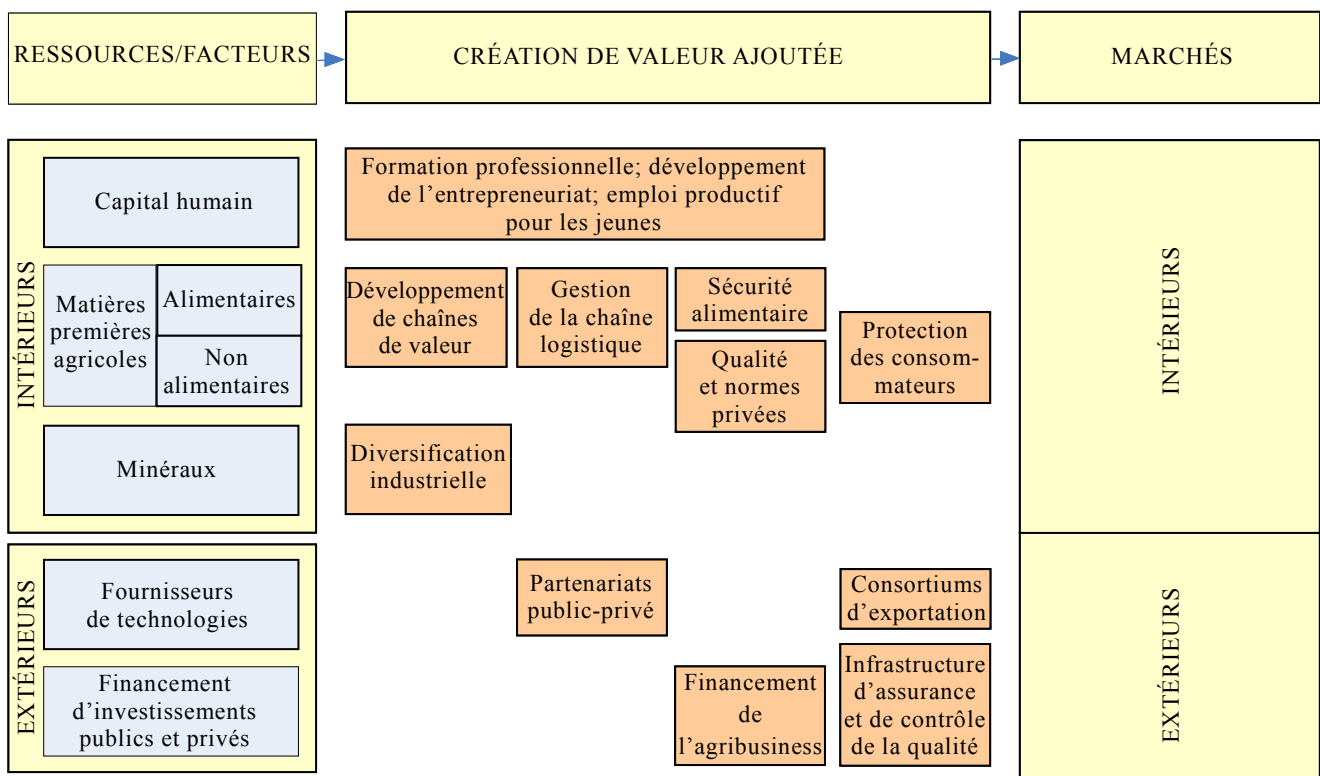 RESSOURCES/FACTEURS
CRÉATION DE VALEUR AJOUTÉE
MARCHÉS
INTÉRIEURS
Capital humain
Matières
premières
agricoles
Alimentaires
Non
alimentaires
Minéraux
Formation professionnelle; développement
de l’entrepreneuriat; emploi productif
pour les jeunes
Développement
de chaînes
de valeur
Gestion
de la chaîne
logistique
Sécurité
alimentaire
Qualité
et normes
privées
Protection
des consom-
mateurs
Diversification
industrielle
INTÉRIEURS
EXTÉRIEURS
Fournisseurs
de technologies
Financement
d’investissements
publics et privés
Partenariats
public-privé
Financement
de
l’agribusiness
Consortiums
d’exportation
Infrastructure
d’assurance
et de contrôle
de la qualité
EXTÉRIEURS